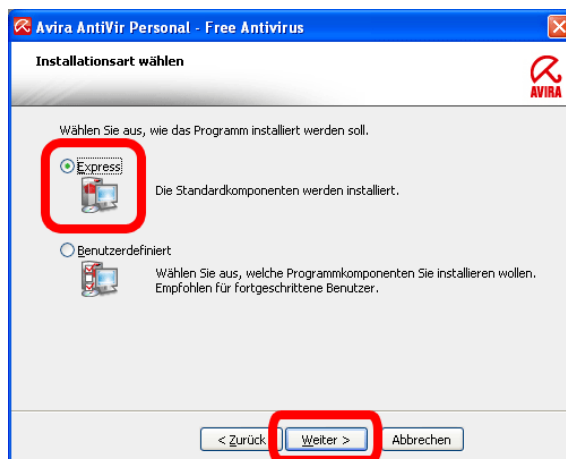 Avira AntiVir Personal - Free Antivirus
Installationsart wählen
AVIRA
Wählen Sie aus, wie das Programm installiert werden soll.
Express
Die Standardkomponenten werden installiert.
Benutzerdefiniert
Wählen Sie aus, welche Programmkomponenten Sie installieren wollen.
Empfohlen für fortgeschrittene Benutzer.
< Zurück Weiter > Abbrechen